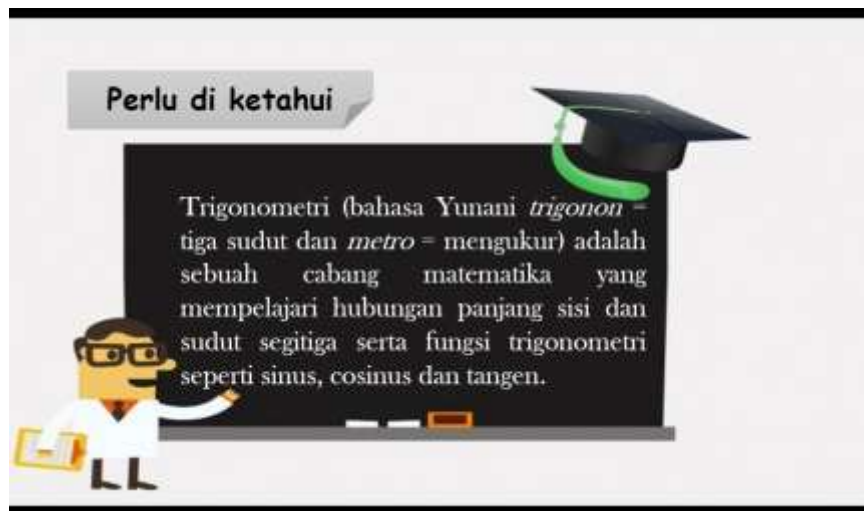 Perlu di ketahui
Trigonometri (bahasa Yunani trigonon =
tiga sudut dan metro = mengukur) adalah
sebuah cabang matematika yang
mempelajari hubungan panjang sisi dan
sudut segitiga serta fungsi trigonometri
seperti sinus, cosinus dan tangen.